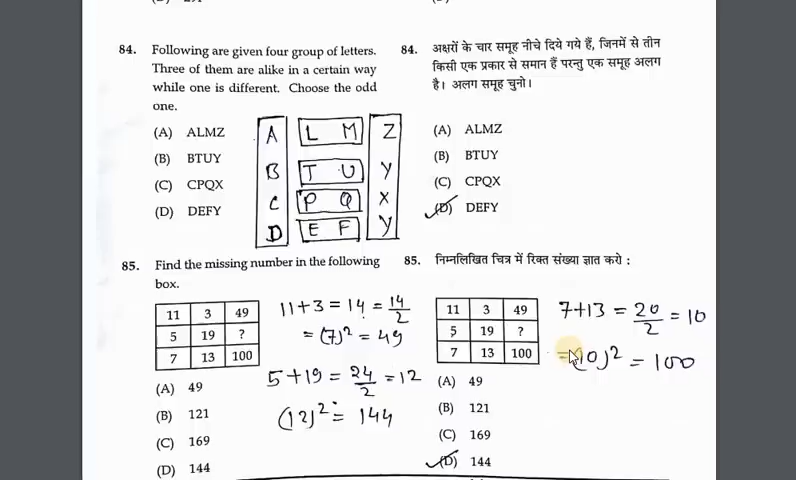 84. Following are given four group of letters.
Three of them are alike in a certain way
while one is different. Choose the odd
one.
(A) ALMZ
(B) BTUY
(C) CPQX
(D) DEFY
A L M Z
B T U Y
C P Q X
D E F Y
84. अक्षरों के चार समूह नीचे दिये गये हैं, जिनमें से तीन
किसी एक प्रकार से समान हैं परन्तु एक समूह अलग
है। अलग समूह चुनो।
(A) ALMZ
(B) BTUY
(C) CPQX
(D) DEFY
85. Find the missing number in the following
box.
11 3 49
5 19 ?
7 13 100
(A) 49
(B) 121
(C) 169
(D) 144
11+3 = 14 = 14/2
= (7)² = 49
5+19 = 24/2 = 12
(12)² = 144
85. निम्नलिखित चित्र में रिक्त संख्या ज्ञात करो :
11 3 49
5 19 ?
7 13 100
(A) 49
(B) 121
(C) 169
(D) 144
7+13 = 20/2 = 10
=(10)² = 100